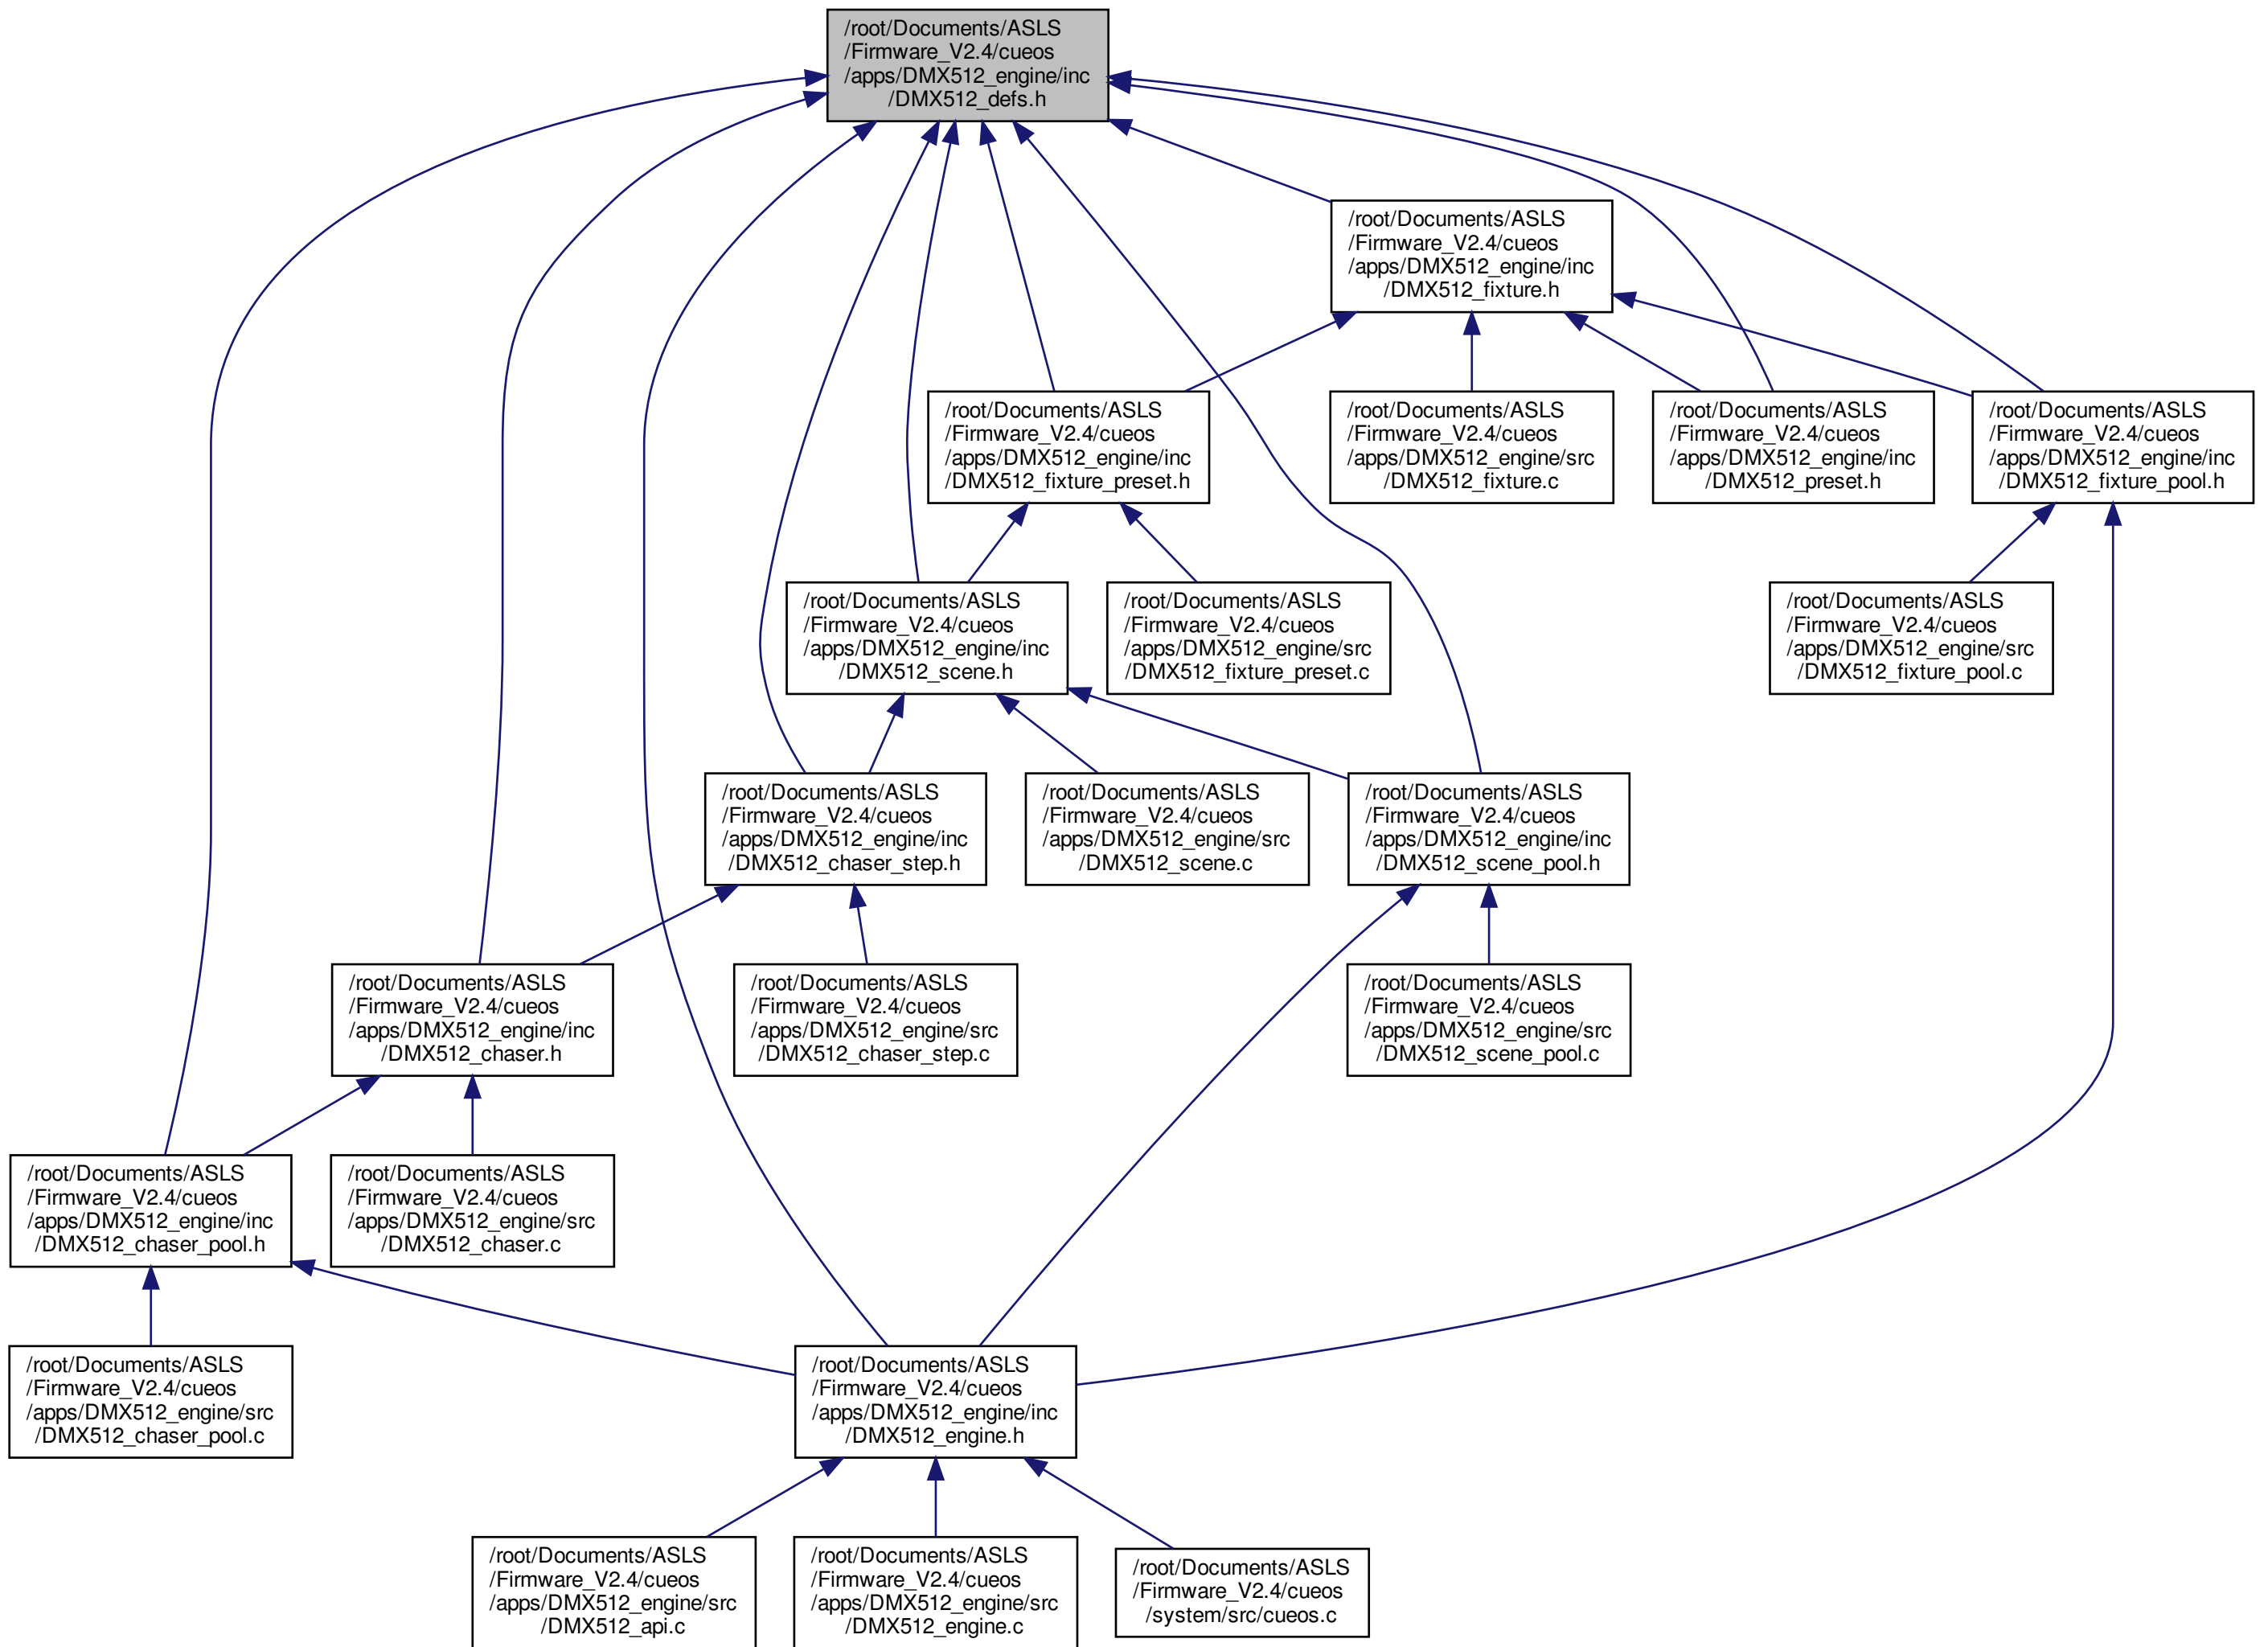 /root/Documents/ASLS
/Firmware_V2.4/cueos
/apps/DMX512_engine/inc
/DMX512_defs.h
/root/Documents/ASLS
/Firmware_V2.4/cueos
/apps/DMX512_engine/inc
/DMX512_fixture.h
/root/Documents/ASLS
/Firmware_V2.4/cueos
/apps/DMX512_engine/inc
/DMX512_fixture_preset.h
/root/Documents/ASLS
/Firmware_V2.4/cueos
/apps/DMX512_engine/src
/DMX512_fixture.c
/root/Documents/ASLS
/Firmware_V2.4/cueos
/apps/DMX512_engine/inc
/DMX512_preset.h
/root/Documents/ASLS
/Firmware_V2.4/cueos
/apps/DMX512_engine/inc
/DMX512_fixture_pool.h
/root/Documents/ASLS
/Firmware_V2.4/cueos
/apps/DMX512_engine/inc
/DMX512_scene.h
/root/Documents/ASLS
/Firmware_V2.4/cueos
/apps/DMX512_engine/src
/DMX512_fixture_preset.c
/root/Documents/ASLS
/Firmware_V2.4/cueos
/apps/DMX512_engine/src
/DMX512_fixture_pool.c
/root/Documents/ASLS
/Firmware_V2.4/cueos
/apps/DMX512_engine/inc
/DMX512_chaser_step.h
/root/Documents/ASLS
/Firmware_V2.4/cueos
/apps/DMX512_engine/src
/DMX512_scene.c
/root/Documents/ASLS
/Firmware_V2.4/cueos
/apps/DMX512_engine/inc
/DMX512_scene_pool.h
/root/Documents/ASLS
/Firmware_V2.4/cueos
/apps/DMX512_engine/inc
/DMX512_chaser.h
/root/Documents/ASLS
/Firmware_V2.4/cueos
/apps/DMX512_engine/src
/DMX512_chaser_step.c
/root/Documents/ASLS
/Firmware_V2.4/cueos
/apps/DMX512_engine/src
/DMX512_scene_pool.c
/root/Documents/ASLS
/Firmware_V2.4/cueos
/apps/DMX512_engine/inc
/DMX512_chaser_pool.h
/root/Documents/ASLS
/Firmware_V2.4/cueos
/apps/DMX512_engine/src
/DMX512_chaser.c
/root/Documents/ASLS
/Firmware_V2.4/cueos
/apps/DMX512_engine/src
/DMX512_chaser_pool.c
/root/Documents/ASLS
/Firmware_V2.4/cueos
/apps/DMX512_engine/inc
/DMX512_engine.h
/root/Documents/ASLS
/Firmware_V2.4/cueos
/apps/DMX512_engine/src
/DMX512_api.c
/root/Documents/ASLS
/Firmware_V2.4/cueos
/apps/DMX512_engine/src
/DMX512_engine.c
/root/Documents/ASLS
/Firmware_V2.4/cueos
/system/src/cueos.c